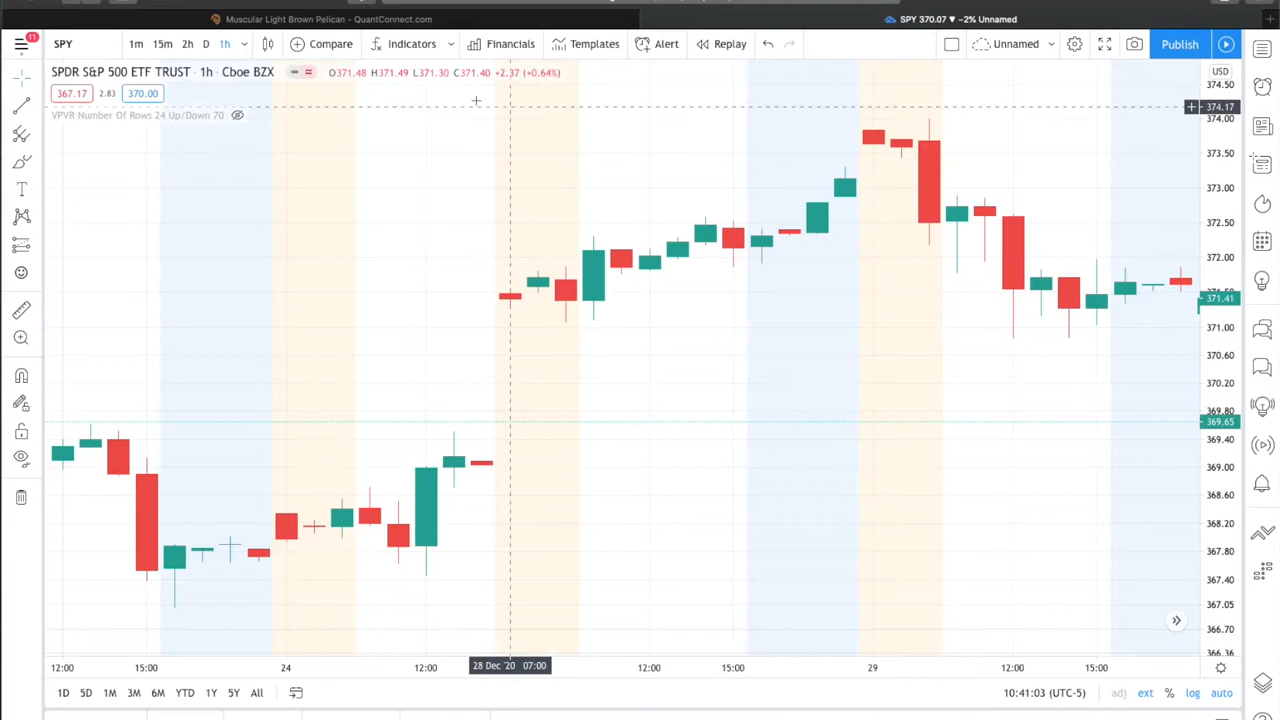 Muscular Light Brown Pelican - QuantConnect.com
SPY 370.07 ▼ −2% Unnamed
11
SPY 1m 15m 2h D 1h Compare Indicators Financials Templates Alert Replay Unnamed Publish
SPDR S&P 500 ETF TRUST · 1h · Cboe BZX O371.48 H371.49 L371.30 C371.40 +2.37 (+0.64%)
USD
367.17 2.83 370.00
VPVR Number Of Rows 24 Up/Down 70
374.50
374.17
374.00
373.50
373.00
372.50
372.00
371.41
371.00
370.60
370.20
369.80
369.65
369.40
369.00
368.60
368.20
367.80
367.40
367.05
366.70
366.36
12:00 15:00 24 12:00 28 Dec '20 07:00 12:00 15:00 29 12:00 15:00
1D 5D 1M 3M 6M YTD 1Y 5Y All 10:41:03 (UTC-5) adj ext % log auto